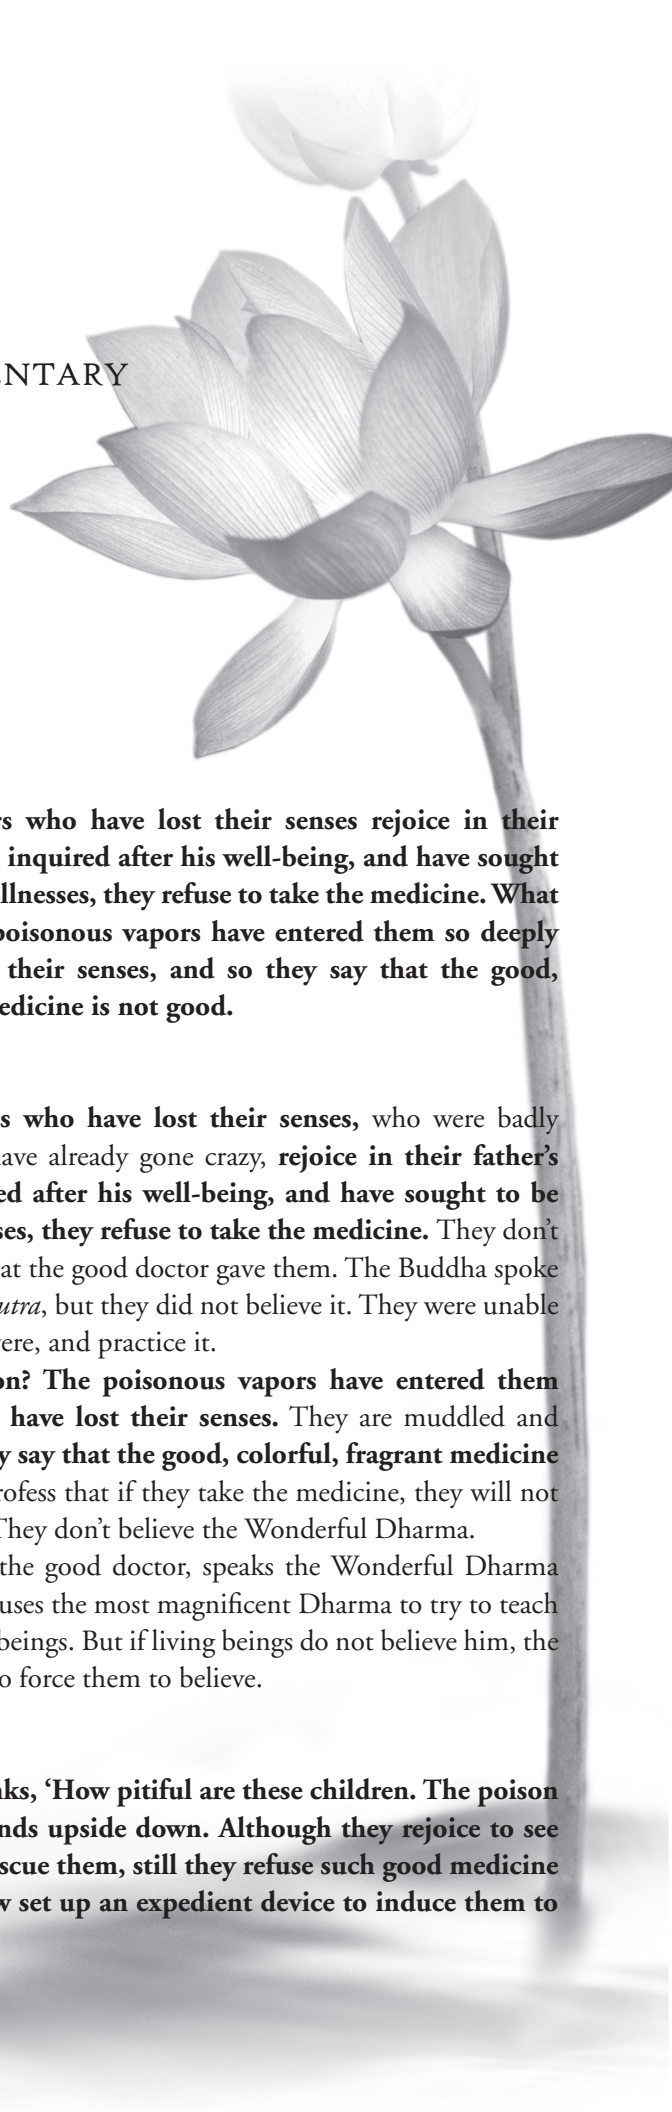 ENTARY
rs who have lost their senses rejoice in their
inquired after his well-being, and have sought
llnesses, they refuse to take the medicine. What
poisonous vapors have entered them so deeply
their senses, and so they say that the good,
edicine is not good.
s who have lost their senses, who were badly
ave already gone crazy, rejoice in their father’s
ed after his well-being, and have sought to be
ses, they refuse to take the medicine. They don’t
at the good doctor gave them. The Buddha spoke
utra, but they did not believe it. They were unable
vere, and practice it.
on? The poisonous vapors have entered them
have lost their senses. They are muddled and
y say that the good, colorful, fragrant medicine
rofess that if they take the medicine, they will not
They don’t believe the Wonderful Dharma.
the good doctor, speaks the Wonderful Dharma
uses the most magnificent Dharma to try to teach
beings. But if living beings do not believe him, the
o force them to believe.
nks, ‘How pitiful are these children. The poison
nds upside down. Although they rejoice to see
scue them, still they refuse such good medicine
w set up an expedient device to induce them to